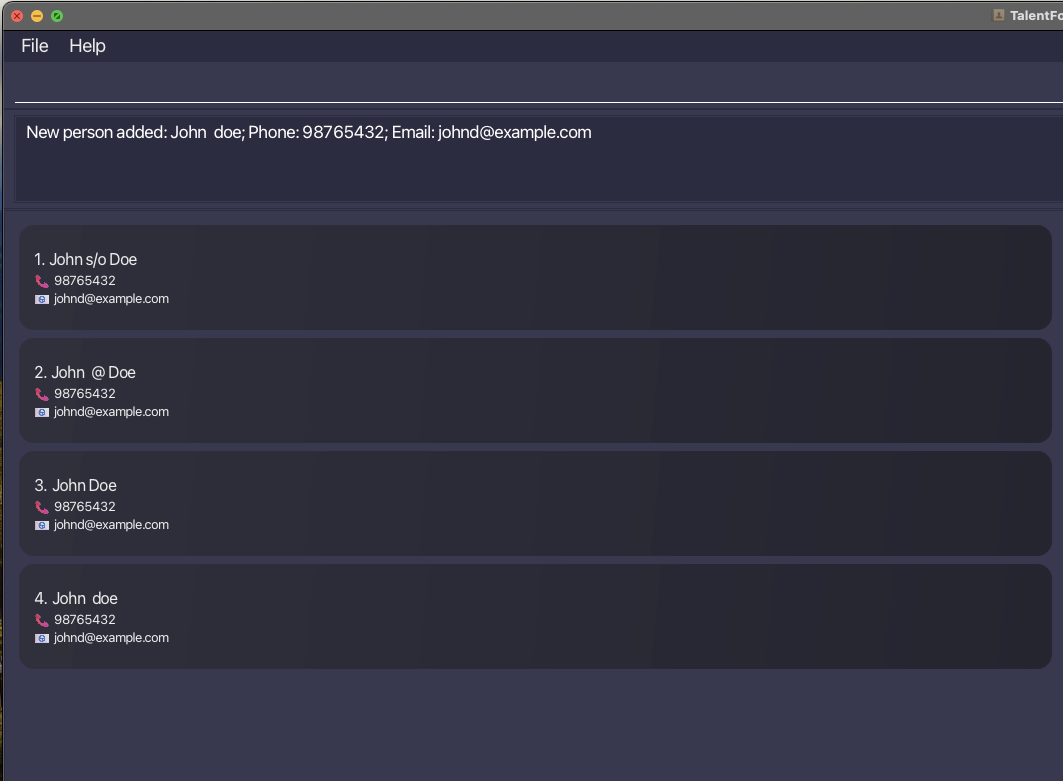 TalentFo
File Help
New person added: John  doe; Phone: 98765432; Email: johnd@example.com
1. John s/o Doe
98765432
johnd@example.com
2. John  @ Doe
98765432
johnd@example.com
3. John Doe
98765432
johnd@example.com
4. John  doe
98765432
johnd@example.com